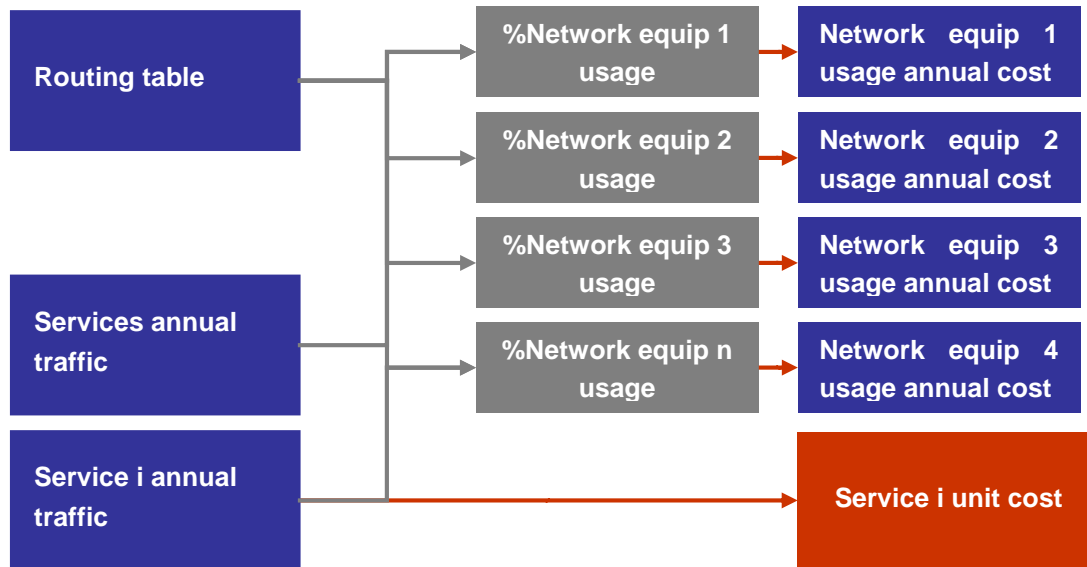 Routing table
Services annual
traffic
Service i annual
traffic
%Network equip 1
usage
%Network equip 2
usage
%Network equip 3
usage
%Network equip n
usage
Network equip 1
usage annual cost
Network equip 2
usage annual cost
Network equip 3
usage annual cost
Network equip 4
usage annual cost
Service i unit cost